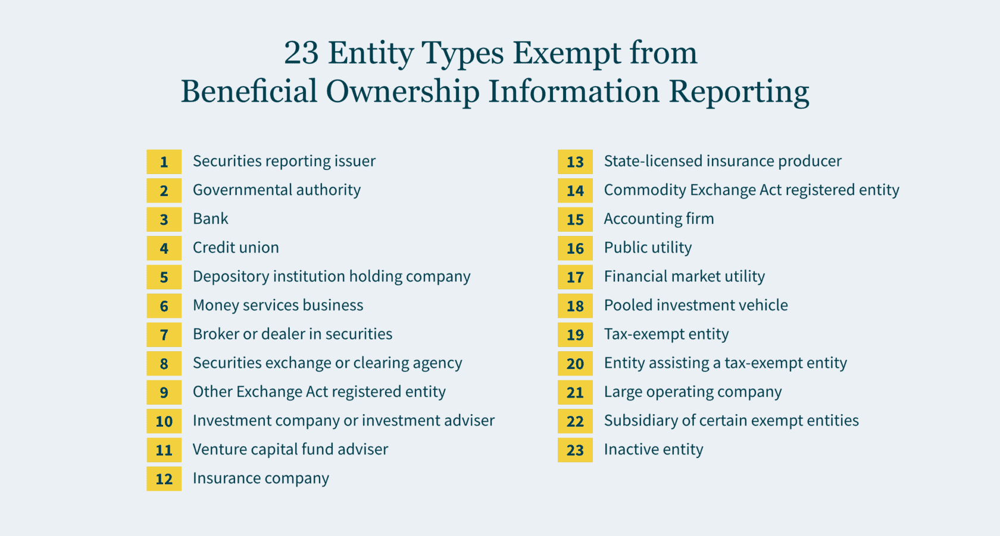 23 Entity Types Exempt from
Beneficial Ownership Information Reporting
1 Securities reporting issuer
2 Governmental authority
3 Bank
4 Credit union
5 Depository institution holding company
6 Money services business
7 Broker or dealer in securities
8 Securities exchange or clearing agency
9 Other Exchange Act registered entity
10 Investment company or investment adviser
11 Venture capital fund adviser
12 Insurance company
13 State-licensed insurance producer
14 Commodity Exchange Act registered entity
15 Accounting firm
16 Public utility
17 Financial market utility
18 Pooled investment vehicle
19 Tax-exempt entity
20 Entity assisting a tax-exempt entity
21 Large operating company
22 Subsidiary of certain exempt entities
23 Inactive entity